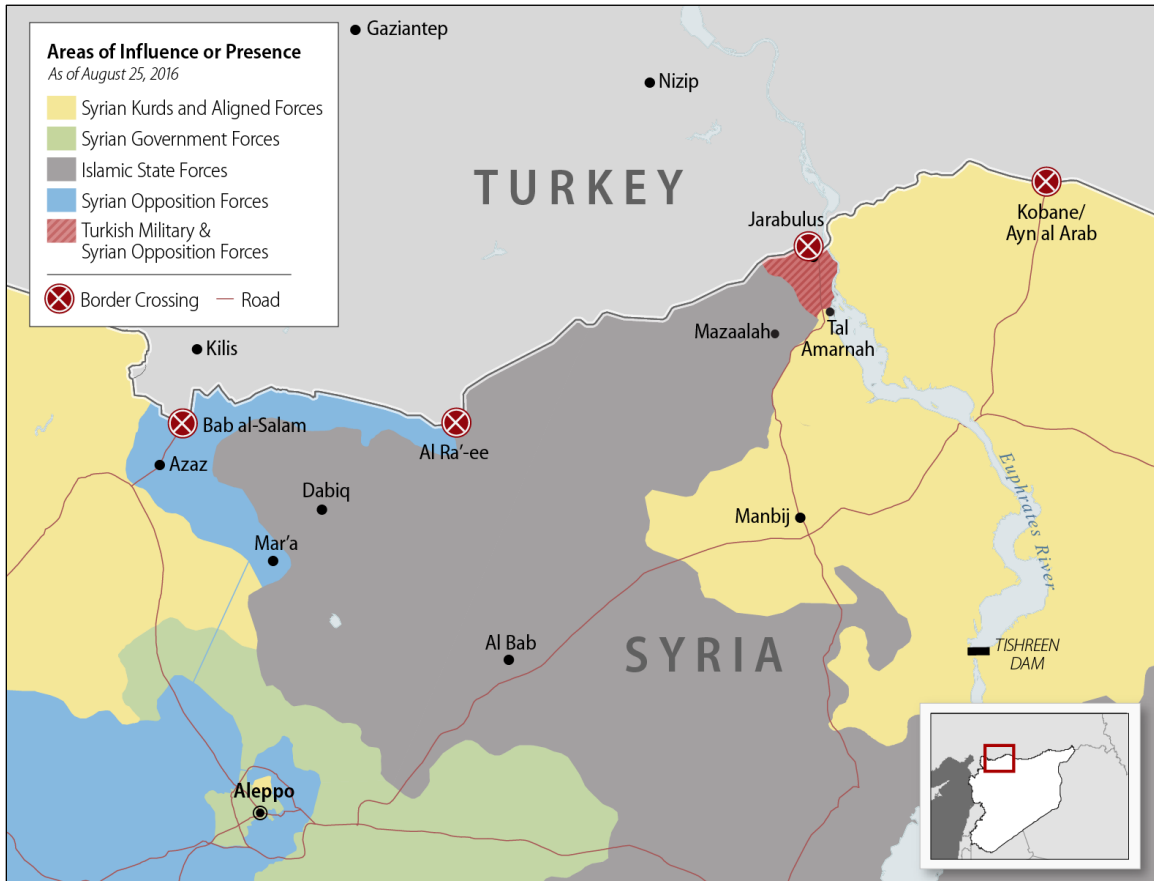 Areas of Influence or Presence
As of August 25, 2016
Syrian Kurds and Aligned Forces
Syrian Government Forces
Islamic State Forces
Syrian Opposition Forces
Turkish Military &
Syrian Opposition Forces
Border Crossing
Road
Gaziantep
Nizip
TURKEY
Jarabulus
Kobane/
Ayn al Arab
Kilis
Mazaalah
Tal
Amarnah
Bab al-Salam
Al Ra'-ee
Azaz
Dabiq
Manbij
Euphrates River
Mar'a
Al Bab
SYRIA
TISHREEN
DAM
Aleppo